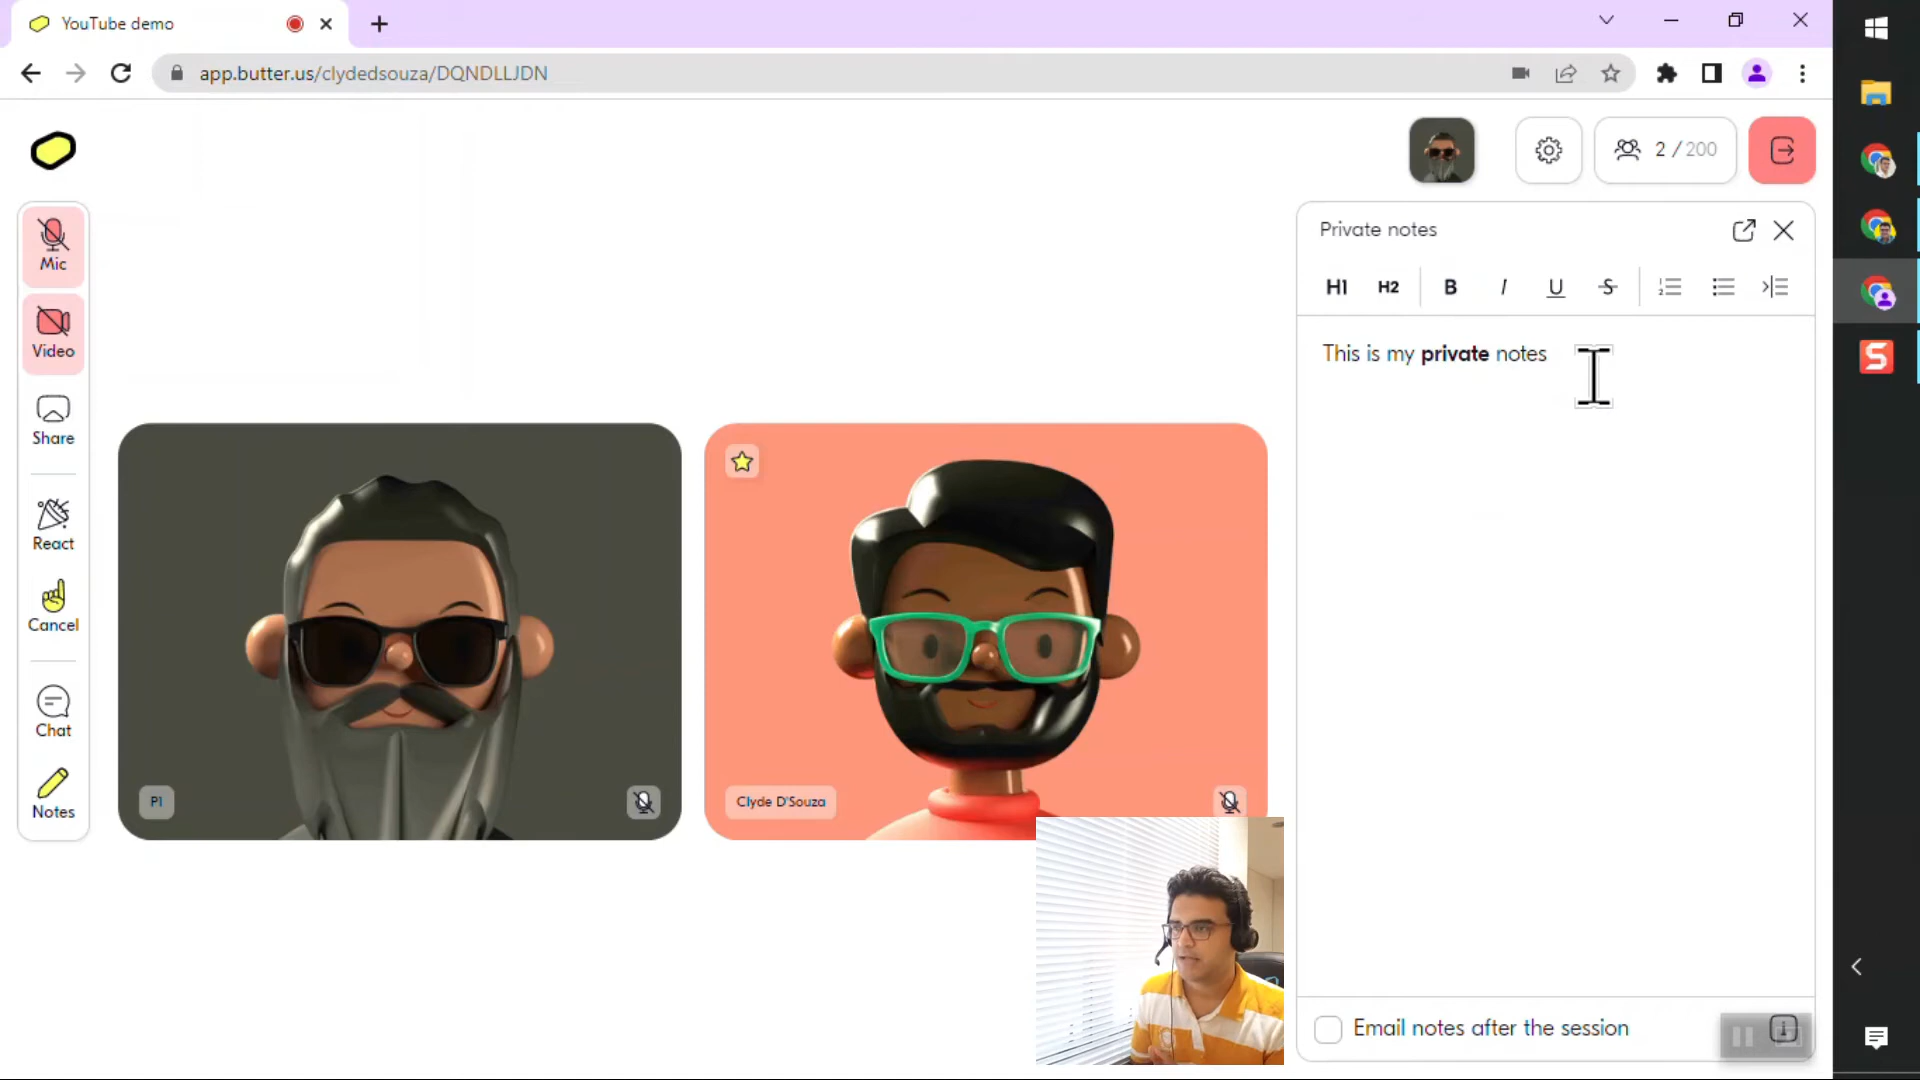 YouTube demo
app.butter.us/clydedsouza/DQNDLLJDN
2 / 200
Mic
Video
Share
React
Cancel
Chat
Notes
P1
Clyde D'Souza
Private notes
H1 H2 B I U S
This is my private notes
Email notes after the session